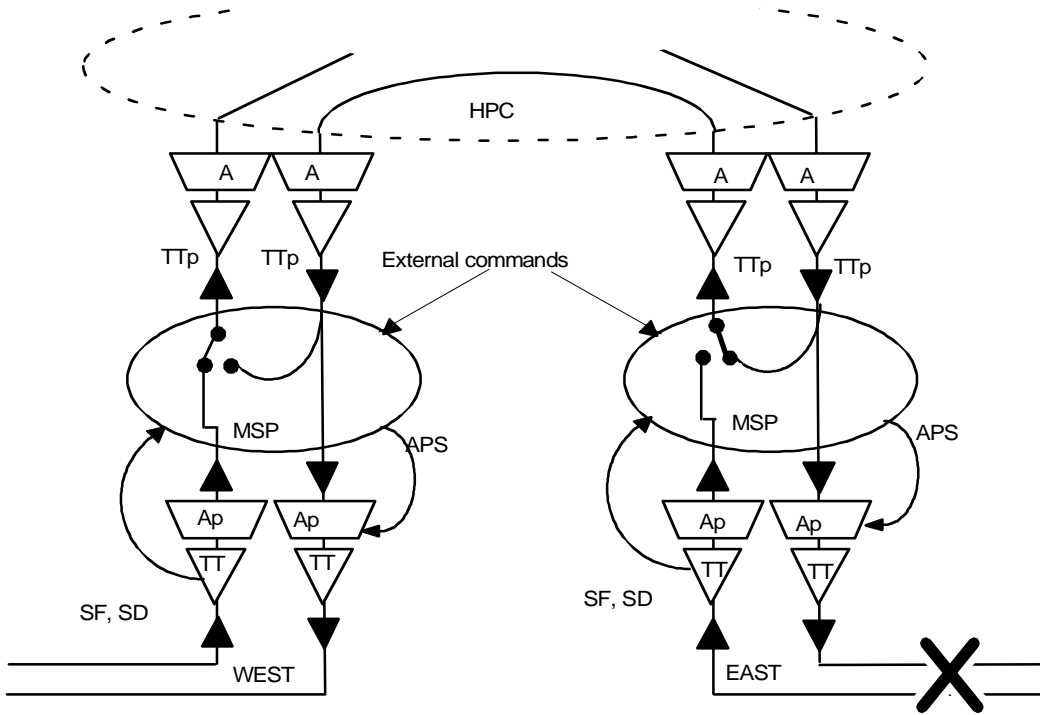 HPC
A A A A
TTp TTp External commands TTp TTp
MSP APS MSP APS
Ap Ap Ap Ap
TT TT TT TT
SF, SD SF, SD
WEST EAST